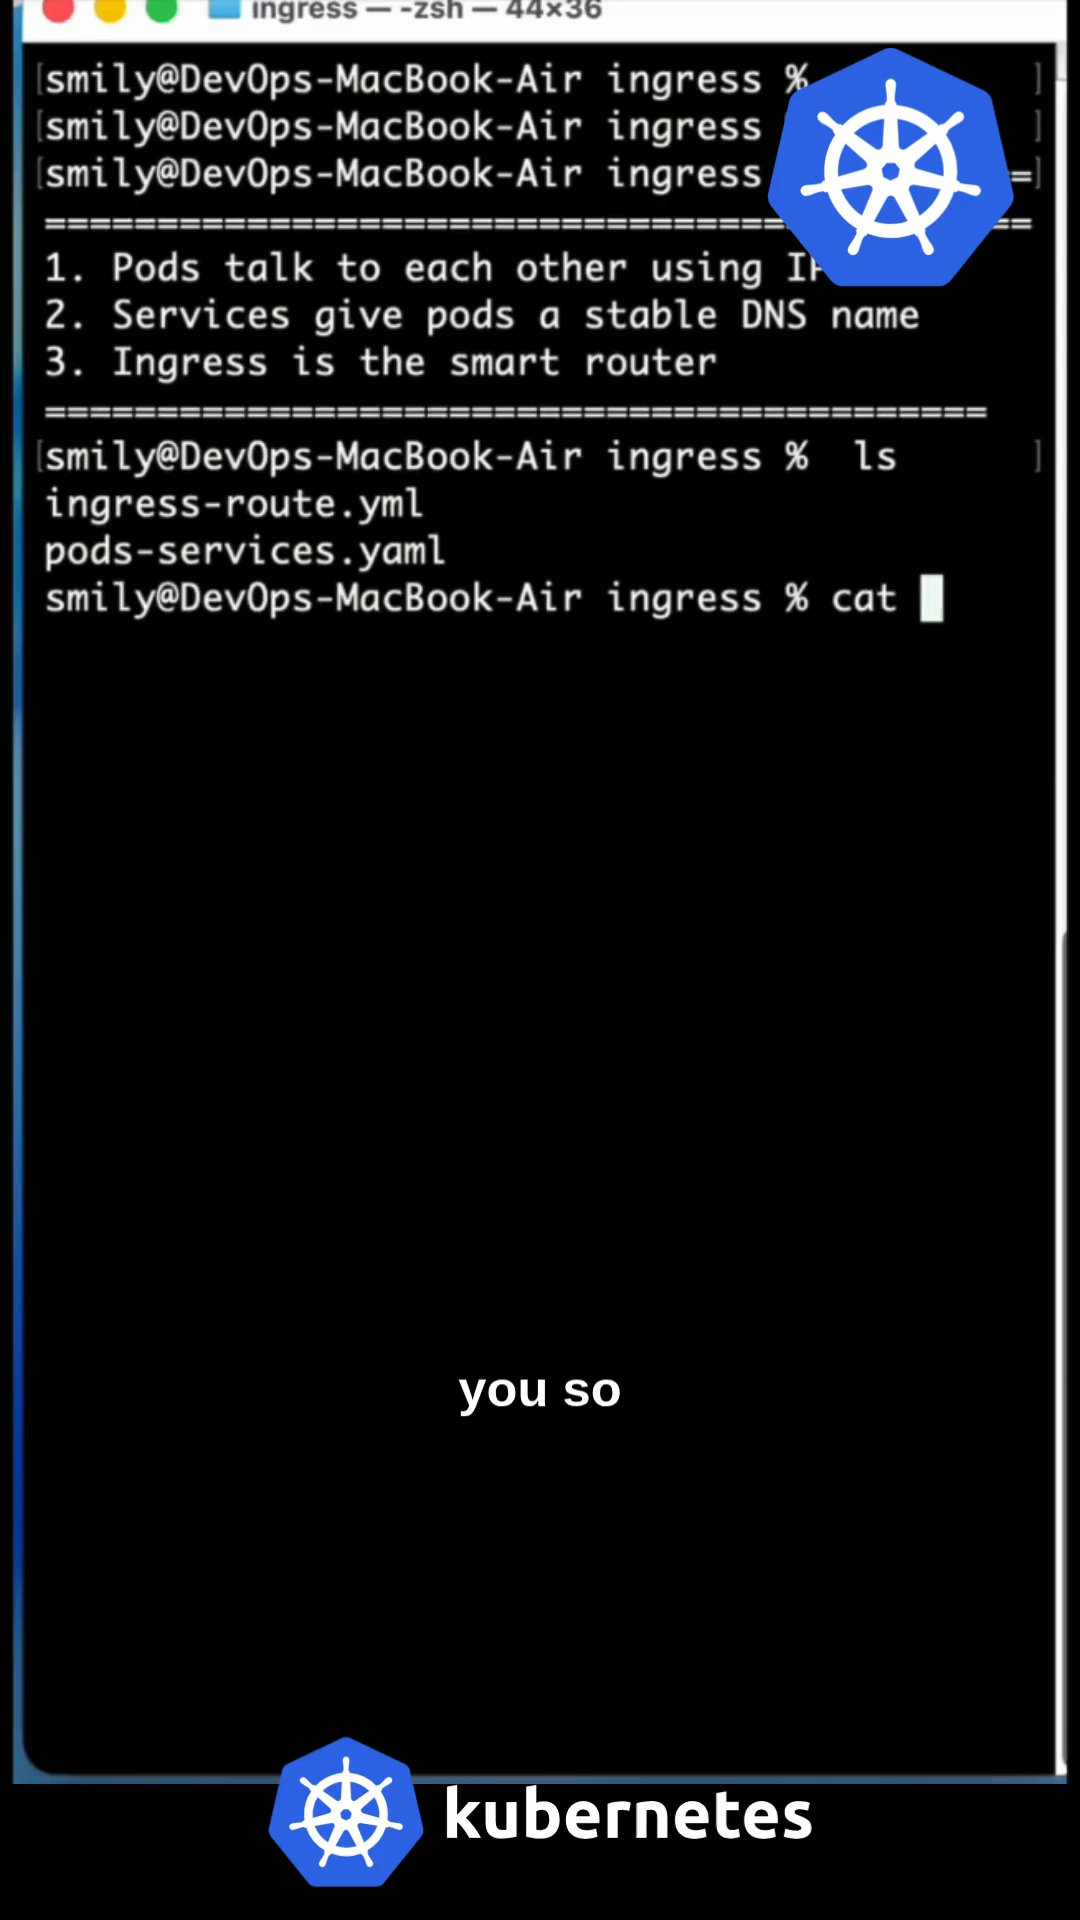 ingress — -zsh — 44×36
[smily@DevOps-MacBook-Air ingress % ]
[smily@DevOps-MacBook-Air ingress ]
[smily@DevOps-MacBook-Air ingress =]
============================================
1. Pods talk to each other using IP
2. Services give pods a stable DNS name
3. Ingress is the smart router
==========================================
[smily@DevOps-MacBook-Air ingress %  ls ]
ingress-route.yml
pods-services.yaml
smily@DevOps-MacBook-Air ingress % cat
you so
kubernetes